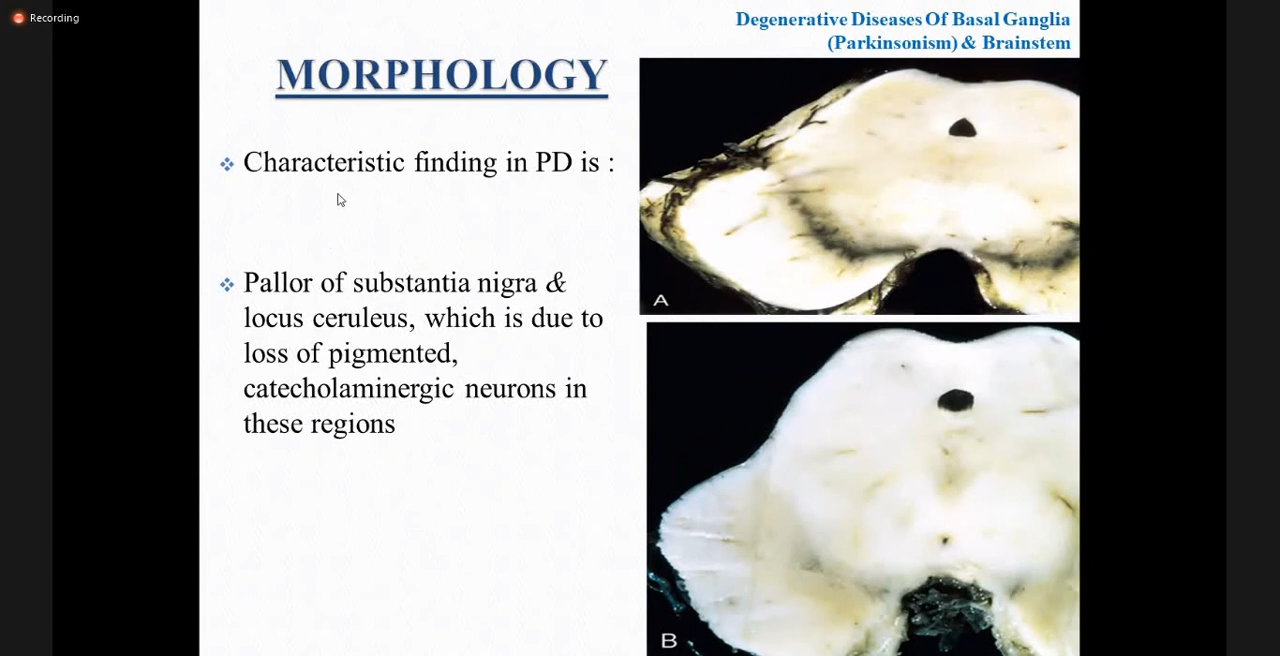 Recording
Degenerative Diseases Of Basal Ganglia
(Parkinsonism) & Brainstem
MORPHOLOGY
❖ Characteristic finding in PD is :
❖ Pallor of substantia nigra &
locus ceruleus, which is due to
loss of pigmented,
catecholaminergic neurons in
these regions
A
B